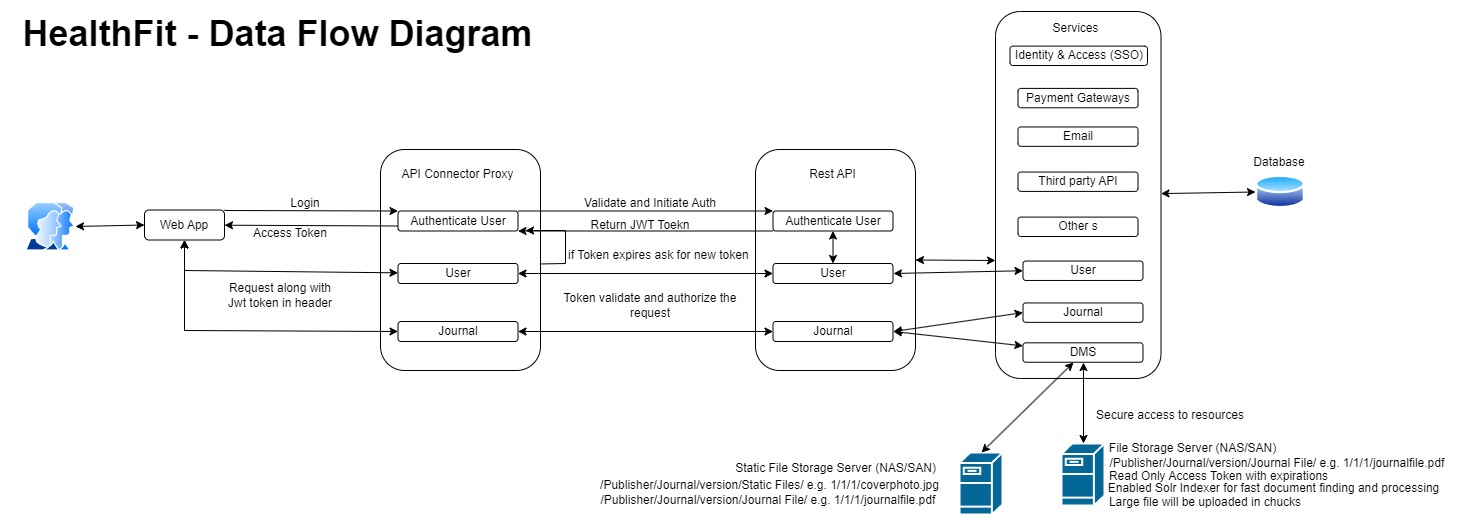 HealthFit - Data Flow Diagram
Services
Identity & Access (SSO)
Payment Gateways
Email
Third party API
Other s
User
Journal
DMS
Database
API Connector Proxy
Authenticate User
User
Journal
Rest API
Authenticate User
User
Journal
Web App
Login
Access Token
Validate and Initiate Auth
Return JWT Toekn
if Token expires ask for new token
Request along with
Jwt token in header
Token validate and authorize the
request
Secure access to resources
Static File Storage Server (NAS/SAN)
/Publisher/Journal/version/Static Files/ e.g. 1/1/1/coverphoto.jpg
/Publisher/Journal/version/Journal File/ e.g. 1/1/1/journalfile.pdf
File Storage Server (NAS/SAN)
/Publisher/Journal/version/Journal File/ e.g. 1/1/1/journalfile.pdf
Read Only Access Token with expirations
Enabled Solr Indexer for fast document finding and processing
Large file will be uploaded in chucks